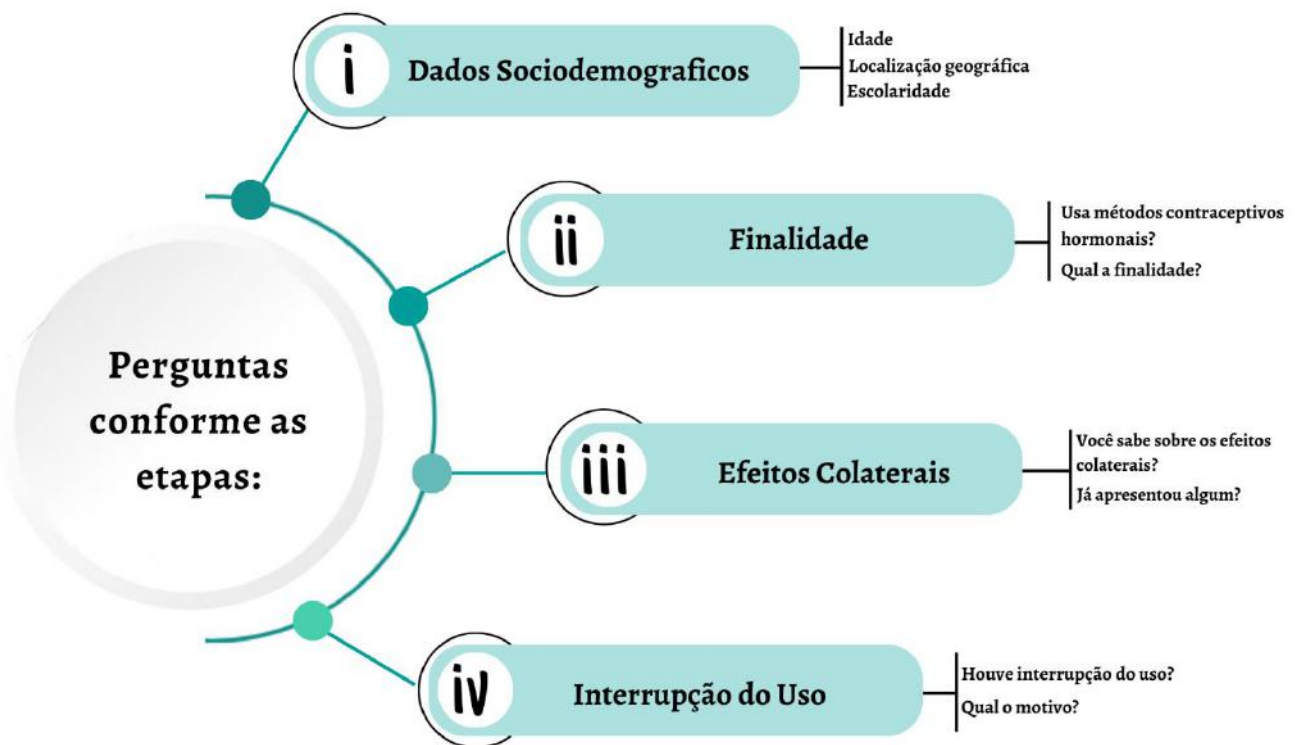 i
Dados Sociodemograficos
Idade
Localização geográfica
Escolaridade
ii
Finalidade
Usa métodos contraceptivos
hormonais?
Qual a finalidade?
Perguntas
conforme as
etapas:
iii
Efeitos Colaterais
Você sabe sobre os efeitos
colaterais?
Já apresentou algum?
iv
Interrupção do Uso
Houve interrupção do uso?
Qual o motivo?